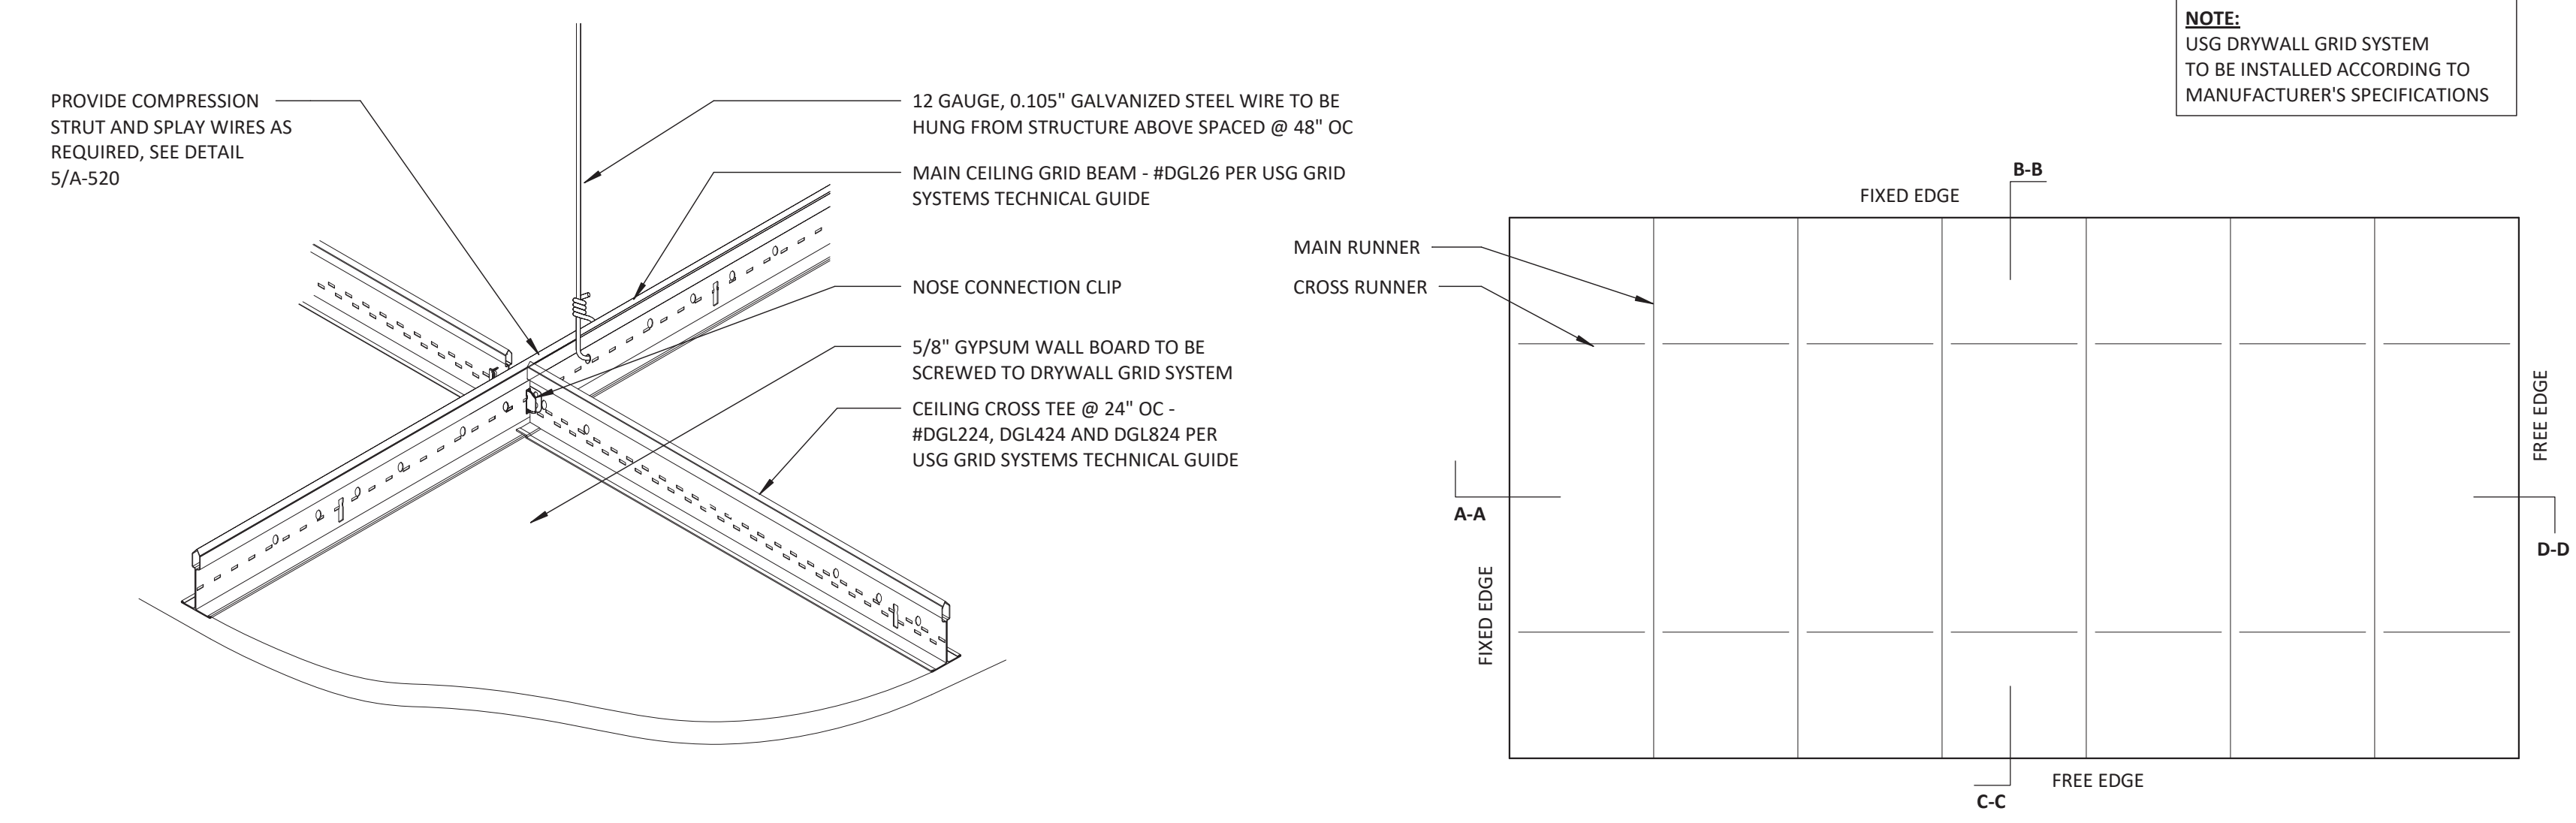 PROVIDE COMPRESSION
STRUT AND SPLAY WIRES AS
REQUIRED, SEE DETAIL
5/A-520
12 GAUGE, 0.105" GALVANIZED STEEL WIRE TO BE
HUNG FROM STRUCTURE ABOVE SPACED @ 48" OC
MAIN CEILING GRID BEAM - #DGL26 PER USG GRID
SYSTEMS TECHNICAL GUIDE
NOSE CONNECTION CLIP
5/8" GYPSUM WALL BOARD TO BE
SCREWED TO DRYWALL GRID SYSTEM
CEILING CROSS TEE @ 24" OC -
#DGL224, DGL424 AND DGL824 PER
USG GRID SYSTEMS TECHNICAL GUIDE
NOTE:
USG DRYWALL GRID SYSTEM
TO BE INSTALLED ACCORDING TO
MANUFACTURER'S SPECIFICATIONS
B-B
FIXED EDGE
MAIN RUNNER
CROSS RUNNER
FREE EDGE
A-A
D-D
FIXED EDGE
FREE EDGE
C-C